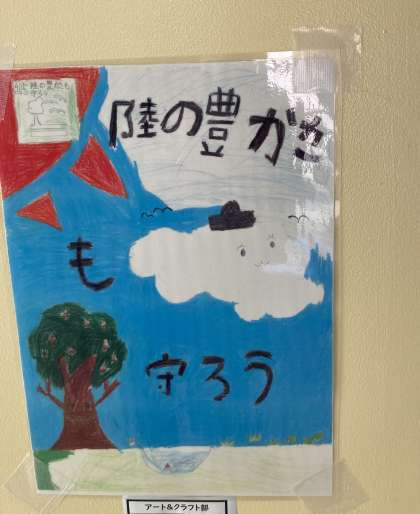 陸の豊かさ
も
守ろう
アート&クラフト部